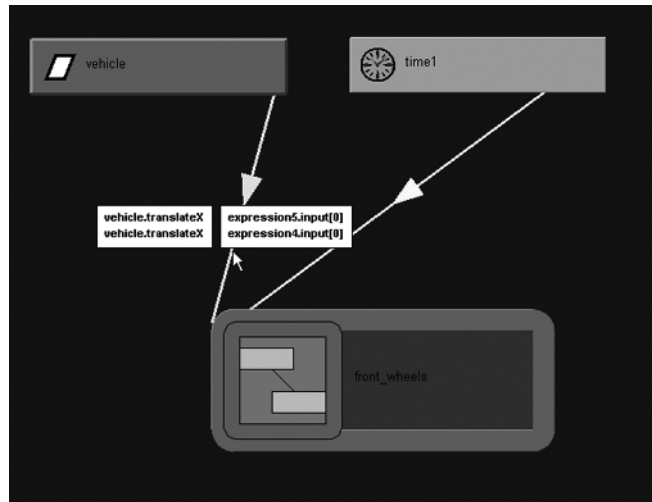 vehicle
time1
vehicle.translateX expression5.input[0]
vehicle.translateX expression4.input[0]
front_wheels